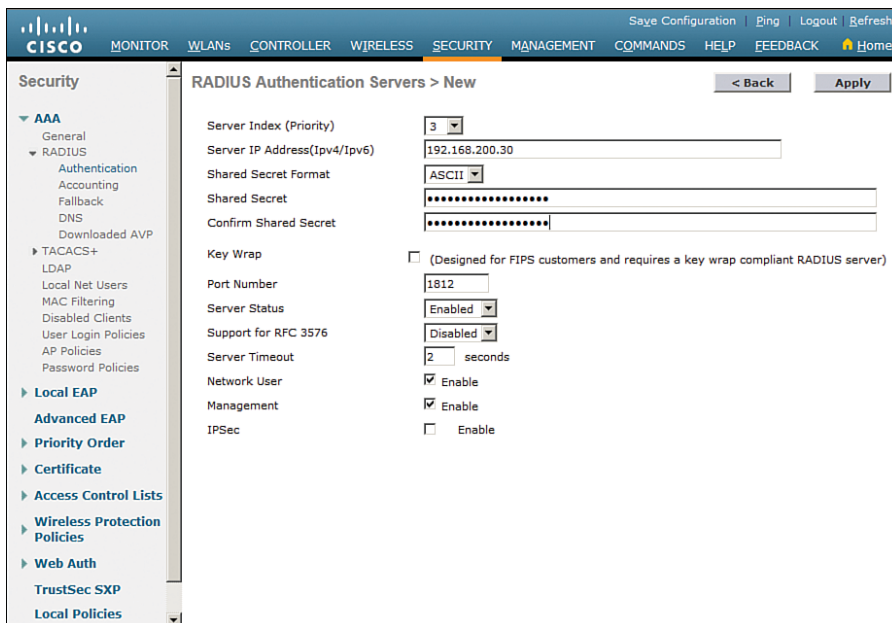 Save Configuration | Ping | Logout | Refresh
CISCO MONITOR WLANs CONTROLLER WIRELESS SECURITY MANAGEMENT COMMANDS HELP FEEDBACK Home
Security
AAA
General
RADIUS
Authentication
Accounting
Fallback
DNS
Downloaded AVP
TACACS+
LDAP
Local Net Users
MAC Filtering
Disabled Clients
User Login Policies
AP Policies
Password Policies
Local EAP
Advanced EAP
Priority Order
Certificate
Access Control Lists
Wireless Protection
Policies
Web Auth
TrustSec SXP
Local Policies
RADIUS Authentication Servers > New
< Back Apply
Server Index (Priority) 3
Server IP Address(Ipv4/Ipv6) 192.168.200.30
Shared Secret Format ASCII
Shared Secret ••••••••••••••••••
Confirm Shared Secret ••••••••••••••••••
Key Wrap (Designed for FIPS customers and requires a key wrap compliant RADIUS server)
Port Number 1812
Server Status Enabled
Support for RFC 3576 Disabled
Server Timeout 2 seconds
Network User Enable
Management Enable
IPSec Enable